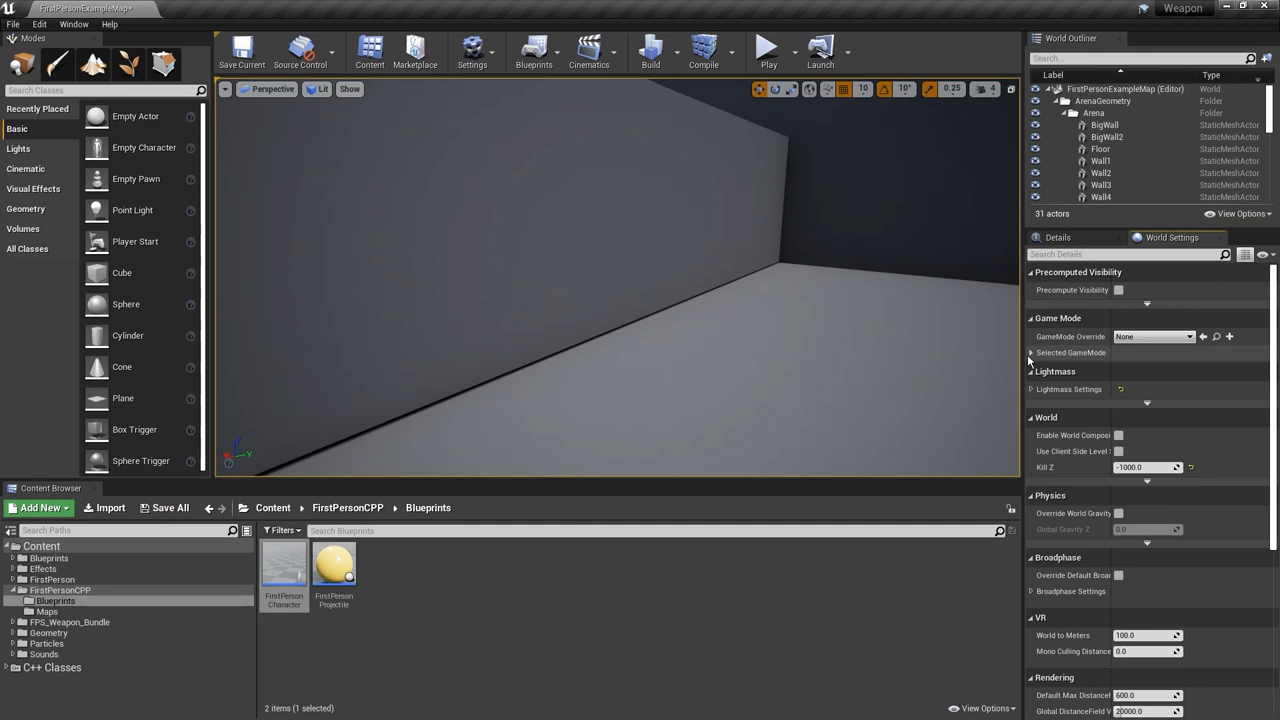 FirstPersonExampleMap*
Weapon
File Edit Window Help
Modes
Search Classes
Recently Placed
Basic
Lights
Cinematic
Visual Effects
Geometry
Volumes
All Classes
Empty Actor
Empty Character
Empty Pawn
Point Light
Player Start
Cube
Sphere
Cylinder
Cone
Plane
Box Trigger
Sphere Trigger
Save Current
Source Control
Content
Marketplace
Settings
Blueprints
Cinematics
Build
Compile
Play
Launch
Perspective
Lit
Show
10
10°
0.25
4
X
Y
Z
World Outliner
Search...
Label Type
FirstPersonExampleMap (Editor) World
ArenaGeometry Folder
Arena Folder
BigWall StaticMeshActor
BigWall2 StaticMeshActor
Floor StaticMeshActor
Wall1 StaticMeshActor
Wall2 StaticMeshActor
Wall3 StaticMeshActor
Wall4 StaticMeshActor
31 actors
View Options
Details
World Settings
Search Details
Precomputed Visibility
Precompute Visibility
Game Mode
GameMode Override None
Selected GameMode
Lightmass
Lightmass Settings
World
Enable World Composi
Use Client Side Level
Kill Z -1000.0
Physics
Override World Gravity
Global Gravity Z 0.0
Broadphase
Override Default Broad
Broadphase Settings
VR
World to Meters 100.0
Mono Culling Distance 0.0
Rendering
Default Max Distance 600.0
Global DistanceField V 20000.0
Content Browser
Add New
Import
Save All
Content
FirstPersonCPP
Blueprints
Search Paths
Filters
Search Blueprints
Content
Blueprints
Effects
FirstPerson
FirstPersonCPP
Blueprints
Maps
FPS_Weapon_Bundle
Geometry
Particles
Sounds
C++ Classes
FirstPerson
Character
FirstPerson
Projectile
2 items (1 selected)
View Options